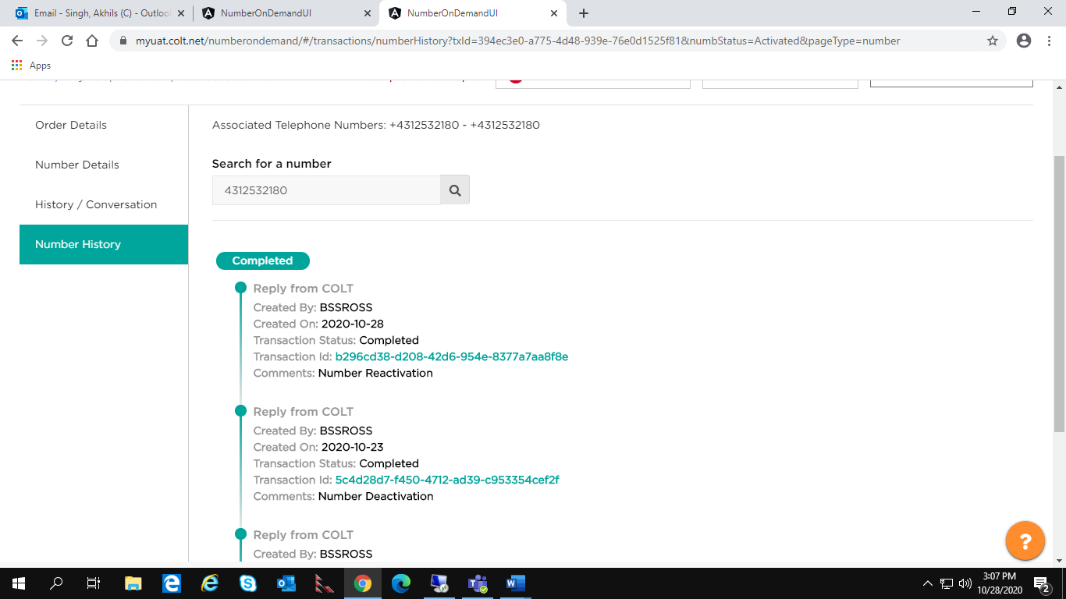 Email - Singh, Akhils (C) - Outloo
NumberOnDemandUI
NumberOnDemandUI
myuat.colt.net/numberondemand/#/transactions/numberHistory?txId=394ec3e0-a775-4d48-939e-76e0d1525f81&numbStatus=Activated&pageType=number
Apps
Order Details
Number Details
History / Conversation
Number History
Associated Telephone Numbers: +4312532180 - +4312532180
Search for a number
4312532180
Completed
Reply from COLT
Created By: BSSROSS
Created On: 2020-10-28
Transaction Status: Completed
Transaction Id: b296cd38-d208-42d6-954e-8377a7aa8f8e
Comments: Number Reactivation
Reply from COLT
Created By: BSSROSS
Created On: 2020-10-23
Transaction Status: Completed
Transaction Id: 5c4d28d7-f450-4712-ad39-c953354cef2f
Comments: Number Deactivation
Reply from COLT
Created By: BSSROSS
?
3:07 PM
10/28/2020
2